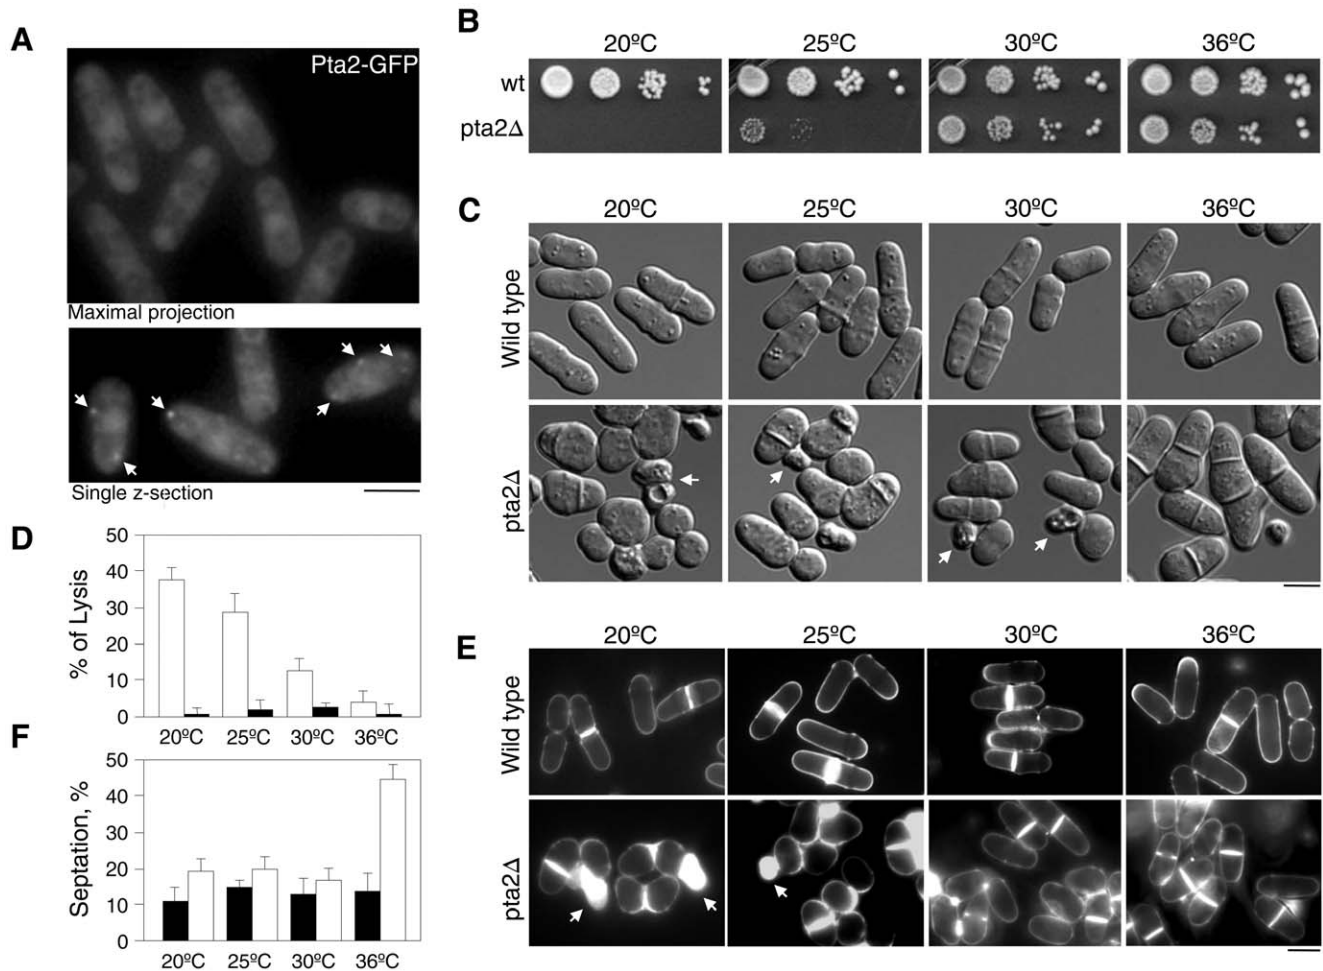 A
Pta2-GFP
Maximal projection
Single z-section
B
20ºC 25ºC 30ºC 36ºC
wt
pta2Δ
C
20ºC 25ºC 30ºC 36ºC
Wild type
pta2Δ
D
% of Lysis
50
40
30
20
10
0
20ºC 25ºC 30ºC 36ºC
E
20ºC 25ºC 30ºC 36ºC
Wild type
pta2Δ
F
Septation, %
50
40
30
20
10
0
20ºC 25ºC 30ºC 36ºC